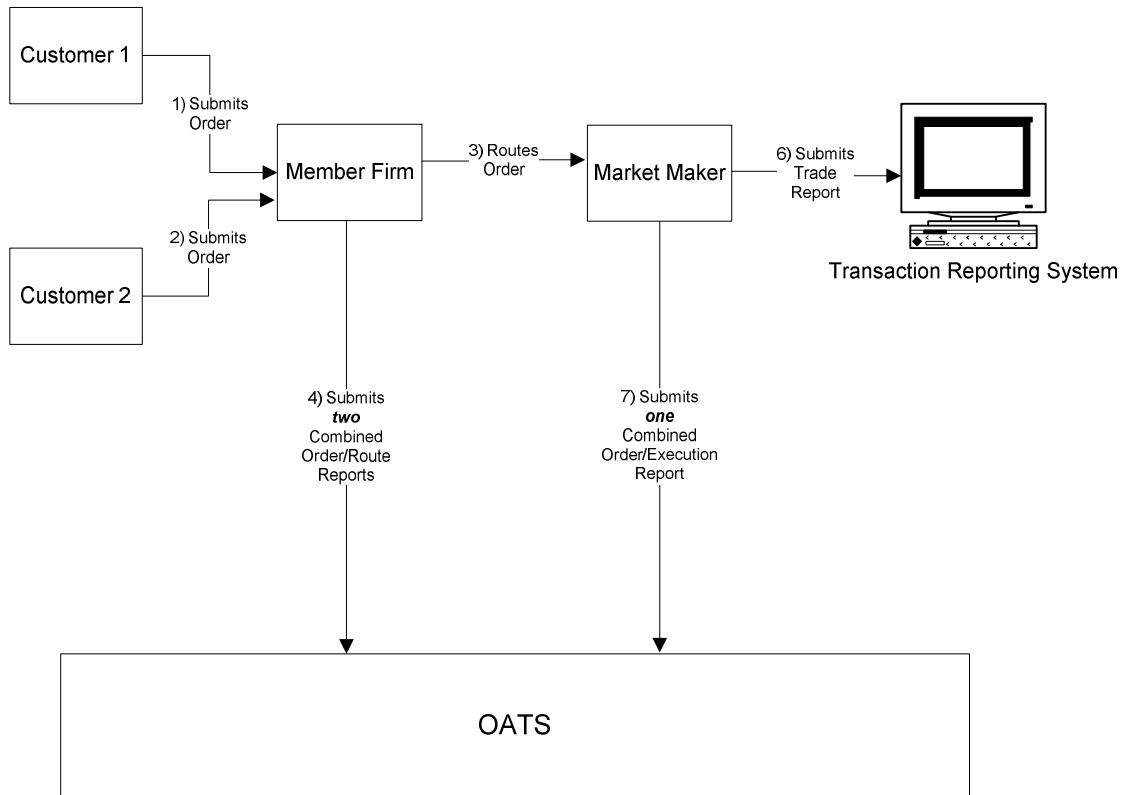 Customer 1
1) Submits
Order
Member Firm
3) Routes
Order
Market Maker
6) Submits
Trade
Report
2) Submits
Order
Customer 2
Transaction Reporting System
4) Submits
two
Combined
Order/Route
Reports
7) Submits
one
Combined
Order/Execution
Report
OATS